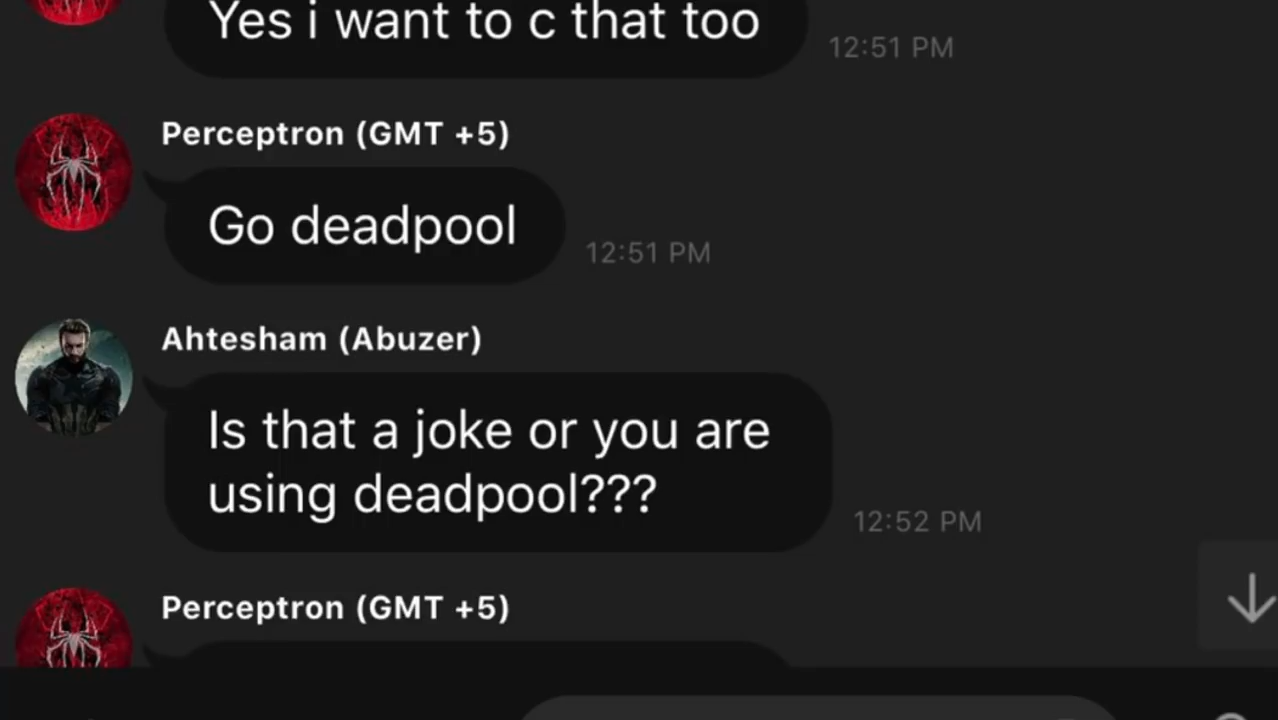 Yes i want to c that too
12:51 PM
Perceptron (GMT +5)
Go deadpool
12:51 PM
Ahtesham (Abuzer)
Is that a joke or you are
using deadpool???
12:52 PM
Perceptron (GMT +5)